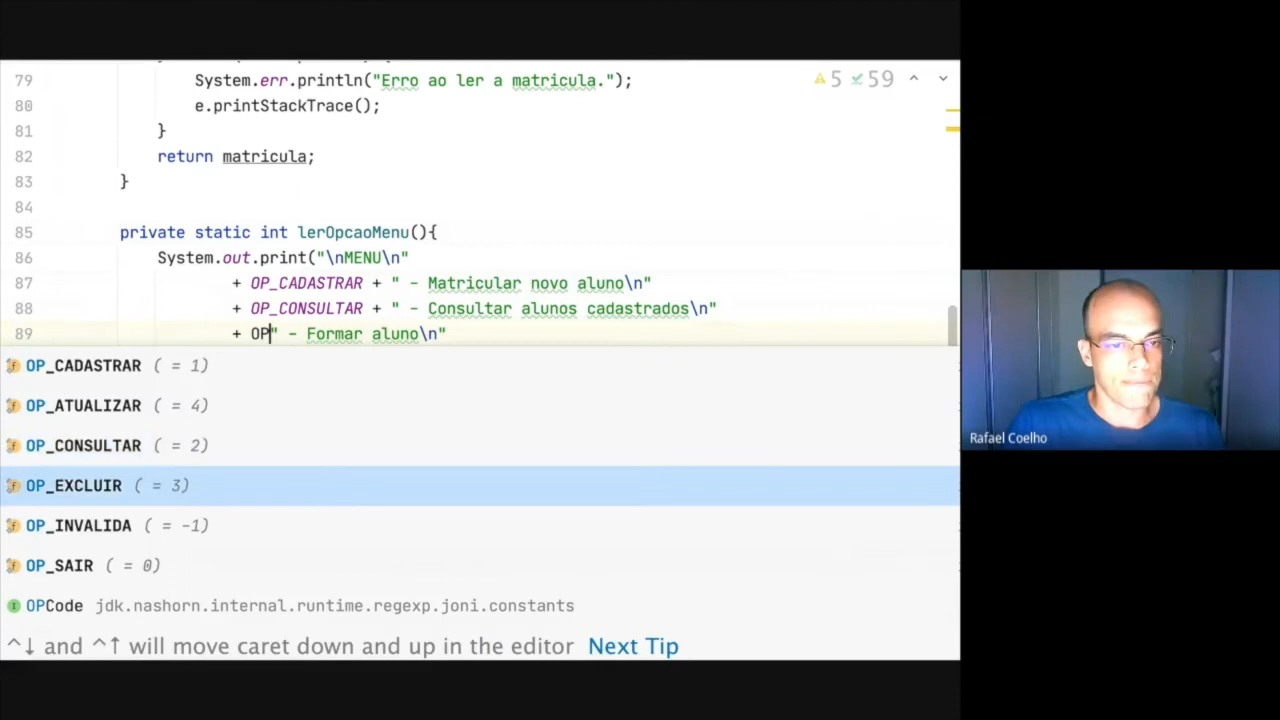 79 System.err.println("Erro ao ler a matricula.");
5 59
80 e.printStackTrace();
81 }
82 return matricula;
83 }
84
85 private static int lerOpcaoMenu(){
86 System.out.print("\nMENU\n"
87 + OP_CADASTRAR + " - Matricular novo aluno\n"
88 + OP_CONSULTAR + " - Consultar alunos cadastrados\n"
89 + OP" - Formar aluno\n"
OP_CADASTRAR ( = 1)
OP_ATUALIZAR ( = 4)
OP_CONSULTAR ( = 2)
OP_EXCLUIR ( = 3)
OP_INVALIDA ( = -1)
OP_SAIR ( = 0)
OPCode jdk.nashorn.internal.runtime.regexp.joni.constants
^↓ and ^↑ will move caret down and up in the editor Next Tip
Rafael Coelho